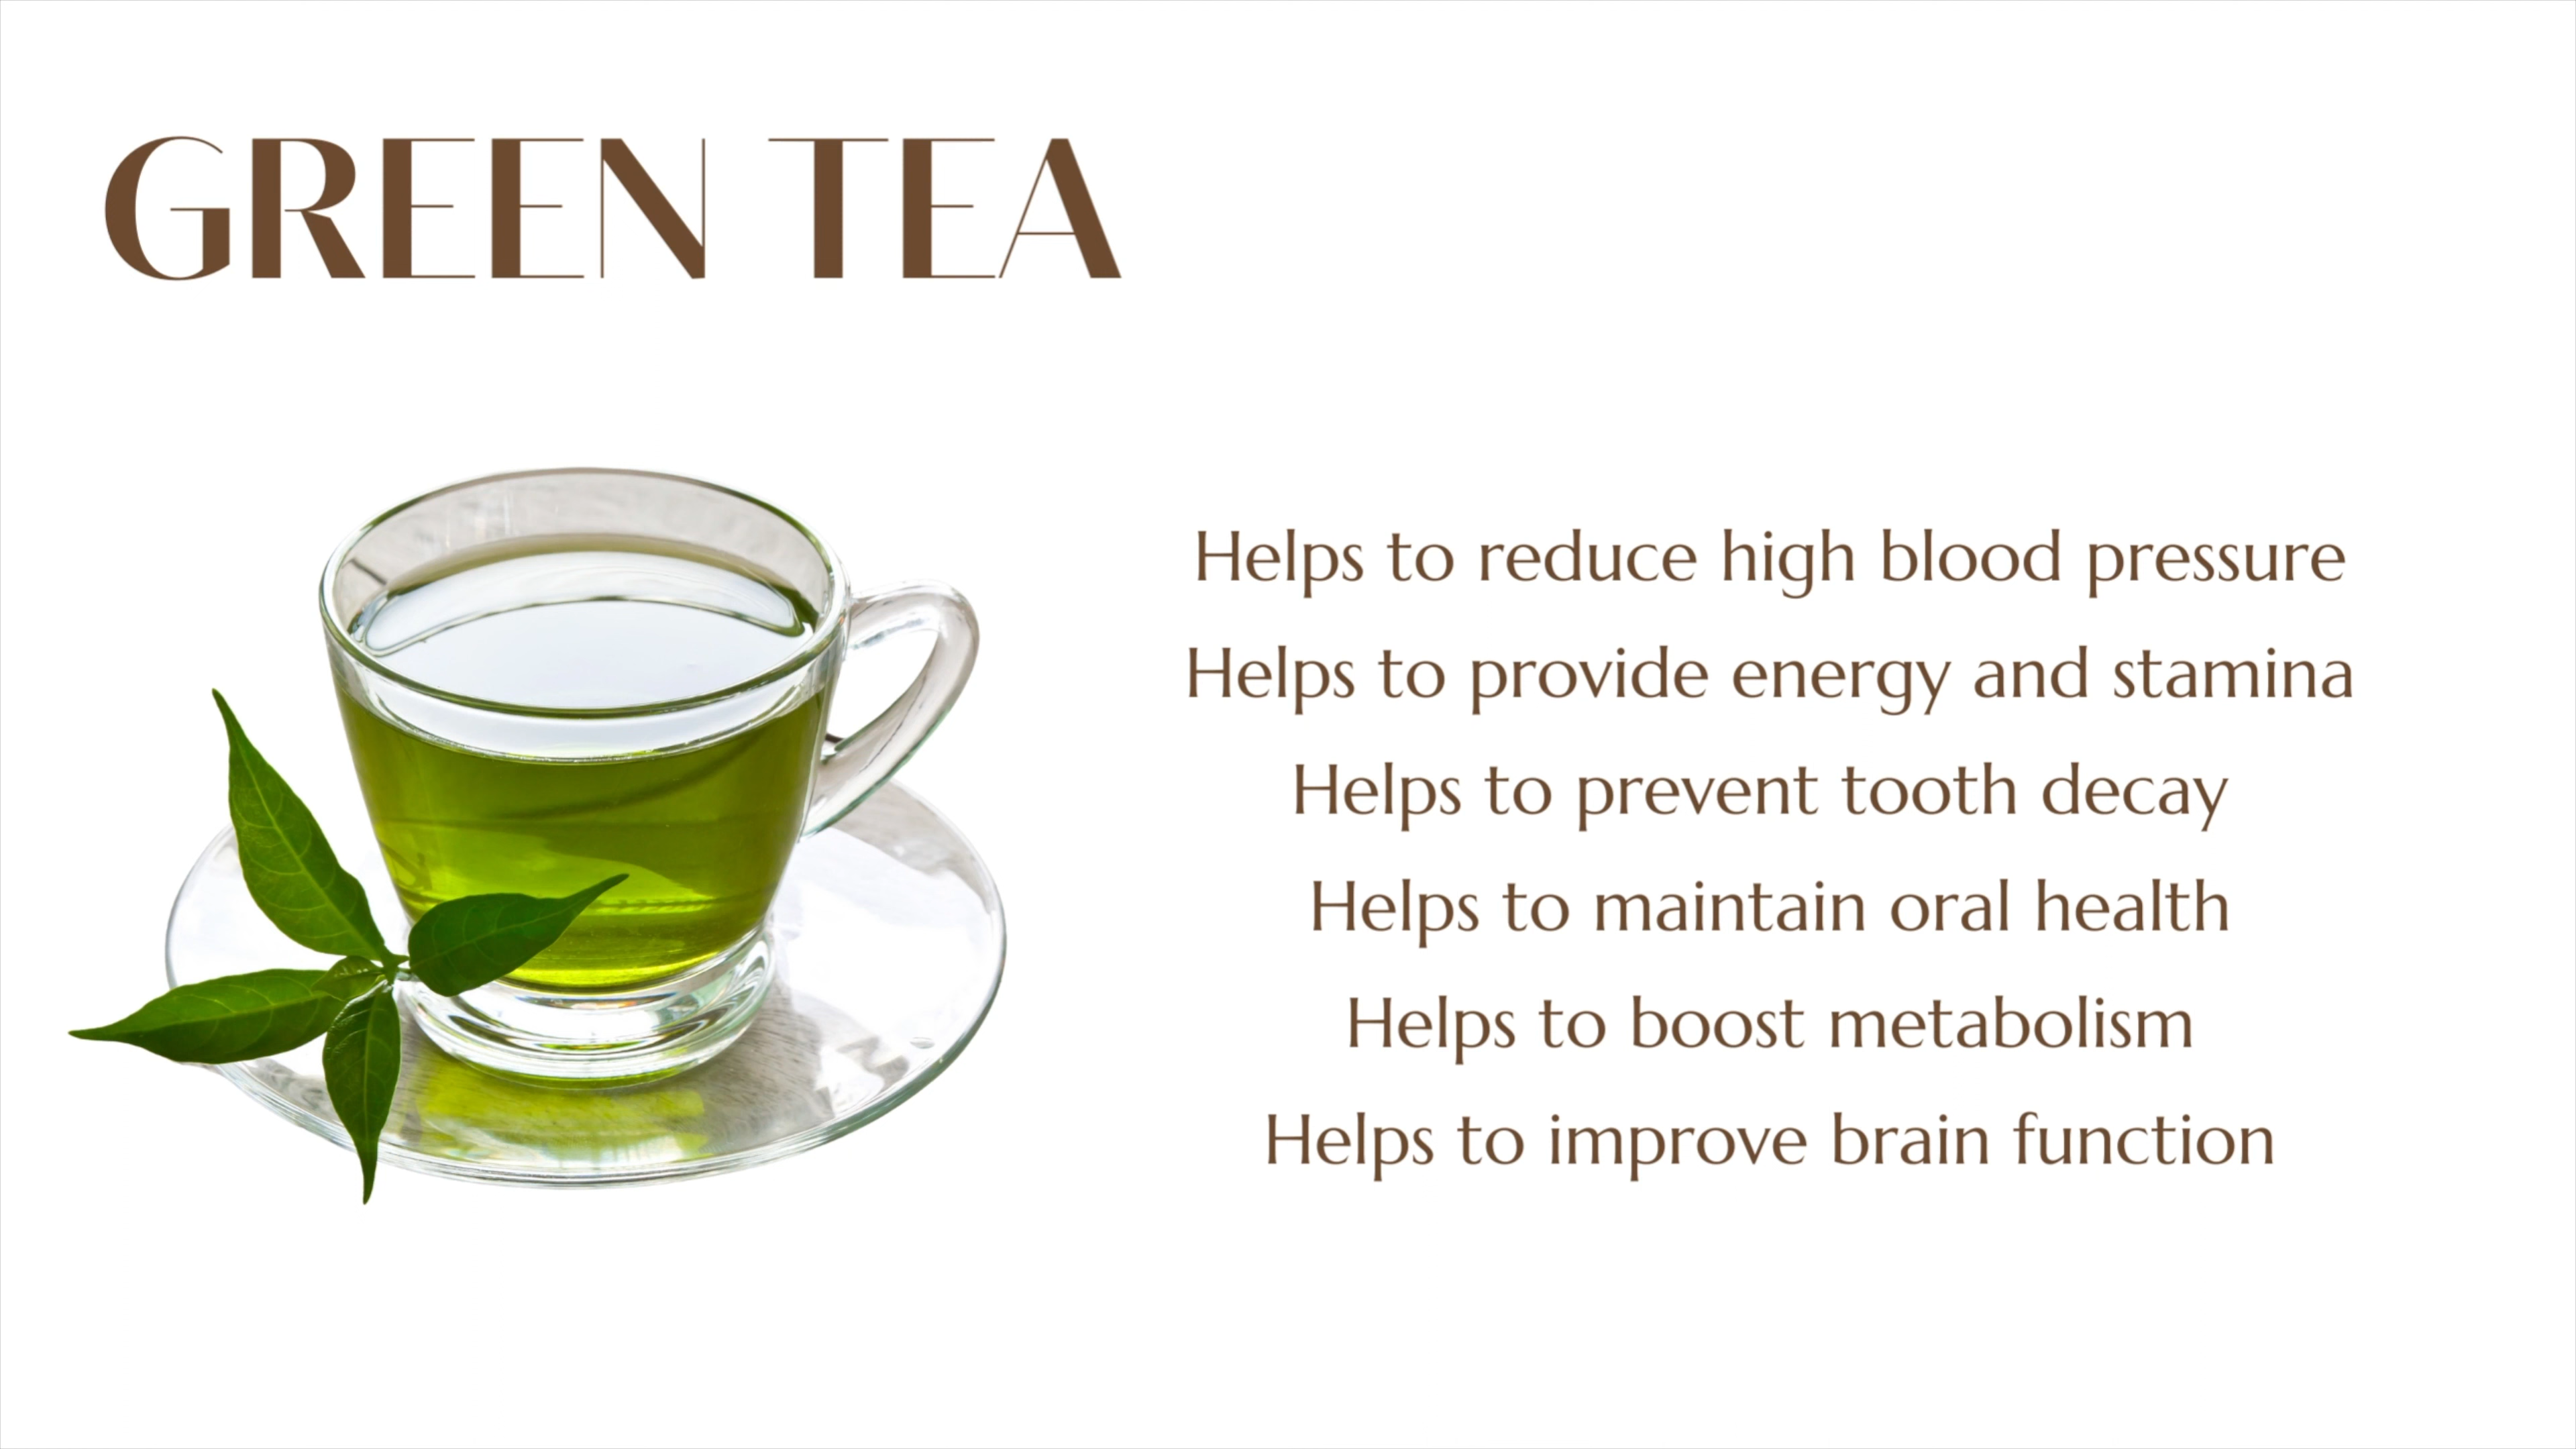 GREEN TEA
Helps to reduce high blood pressure
Helps to provide energy and stamina
Helps to prevent tooth decay
Helps to maintain oral health
Helps to boost metabolism
Helps to improve brain function